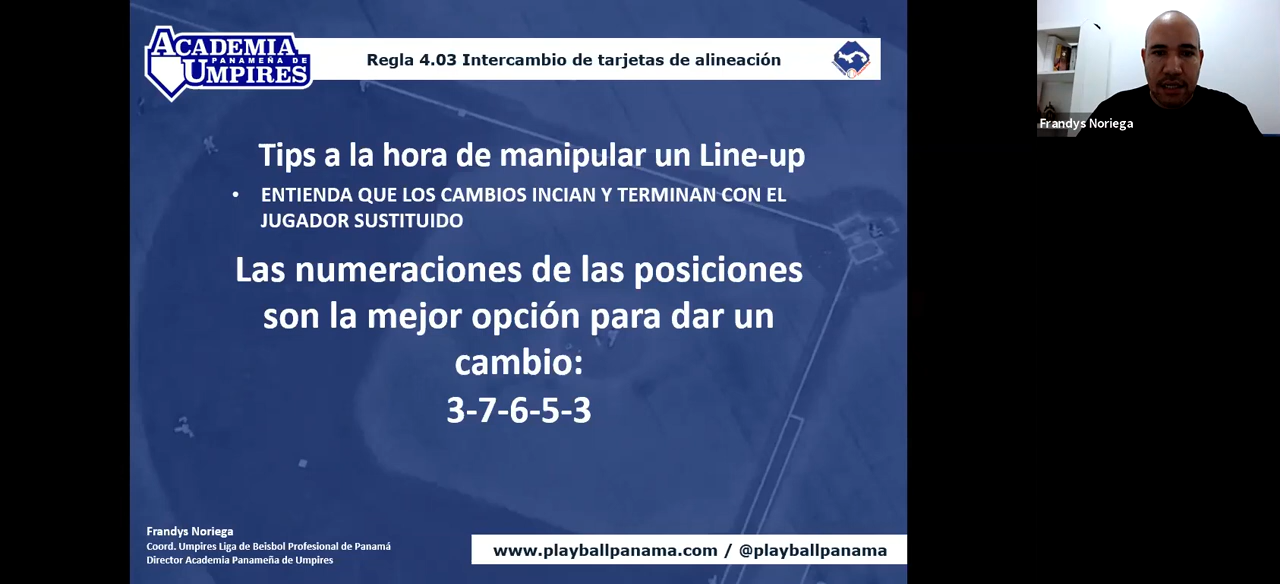 ACADEMIA
PANAMEÑA DE
UMPIRES
Regla 4.03 Intercambio de tarjetas de alineación
Frandys Noriega
Tips a la hora de manipular un Line-up
• ENTIENDA QUE LOS CAMBIOS INCIAN Y TERMINAN CON EL
JUGADOR SUSTITUIDO
Las numeraciones de las posiciones
son la mejor opción para dar un
cambio:
3-7-6-5-3
Frandys Noriega
Coord. Umpires Liga de Beisbol Profesional de Panamá
Director Academia Panameña de Umpires
www.playballpanama.com / @playballpanama